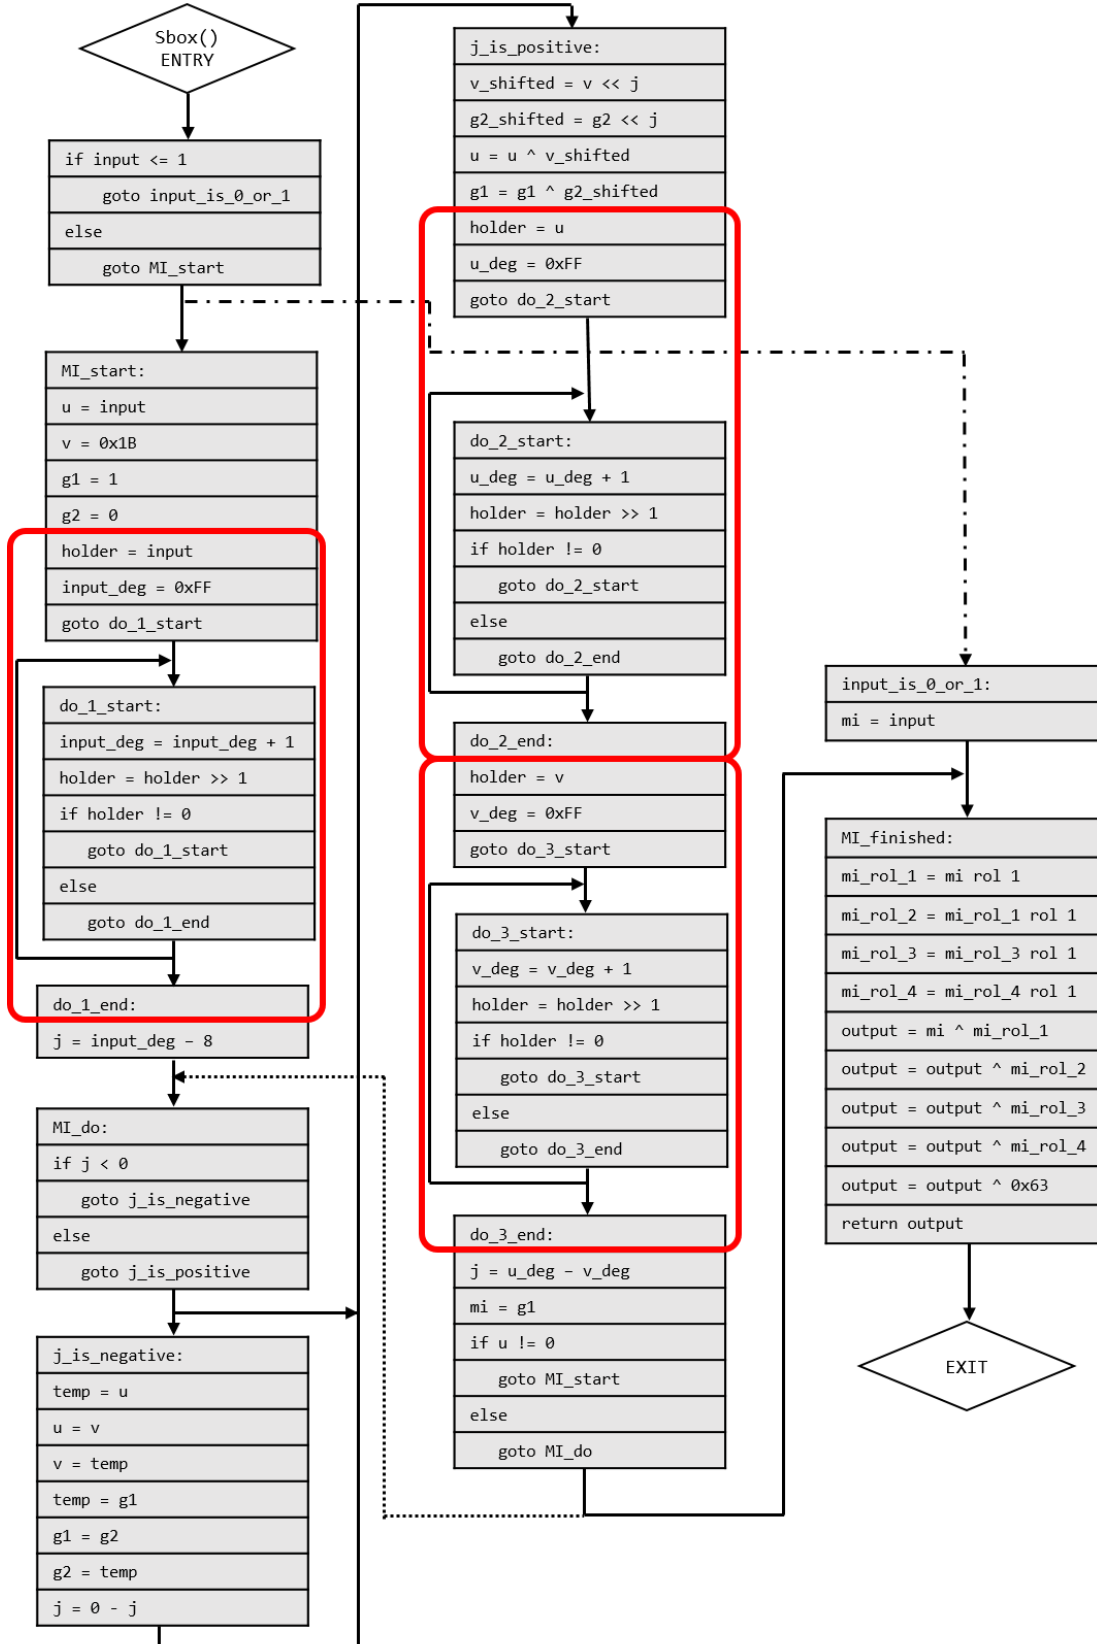 Sbox()
ENTRY
if input <= 1
goto input_is_0_or_1
else
goto MI_start
MI_start:
u = input
v = 0x1B
g1 = 1
g2 = 0
holder = input
input_deg = 0xFF
goto do_1_start
do_1_start:
input_deg = input_deg + 1
holder = holder >> 1
if holder != 0
goto do_1_start
else
goto do_1_end
do_1_end:
j = input_deg – 8
MI_do:
if j < 0
goto j_is_negative
else
goto j_is_positive
j_is_negative:
temp = u
u = v
v = temp
temp = g1
g1 = g2
g2 = temp
j = 0 - j
j_is_positive:
v_shifted = v << j
g2_shifted = g2 << j
u = u ^ v_shifted
g1 = g1 ^ g2_shifted
holder = u
u_deg = 0xFF
goto do_2_start
do_2_start:
u_deg = u_deg + 1
holder = holder >> 1
if holder != 0
goto do_2_start
else
goto do_2_end
do_2_end:
holder = v
v_deg = 0xFF
goto do_3_start
do_3_start:
v_deg = v_deg + 1
holder = holder >> 1
if holder != 0
goto do_3_start
else
goto do_3_end
do_3_end:
j = u_deg – v_deg
mi = g1
if u != 0
goto MI_start
else
goto MI_do
input_is_0_or_1:
mi = input
MI_finished:
mi_rol_1 = mi rol 1
mi_rol_2 = mi_rol_1 rol 1
mi_rol_3 = mi_rol_3 rol 1
mi_rol_4 = mi_rol_4 rol 1
output = mi ^ mi_rol_1
output = output ^ mi_rol_2
output = output ^ mi_rol_3
output = output ^ mi_rol_4
output = output ^ 0x63
return output
EXIT